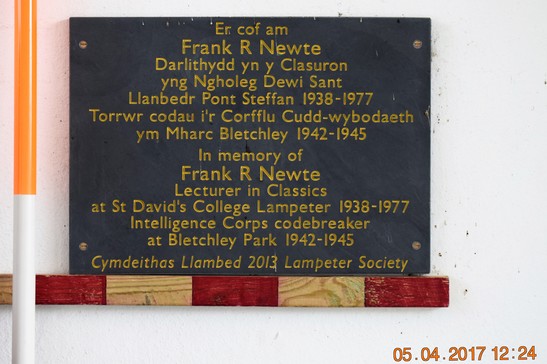 Er cof am
Frank R Newte
Darlithydd yn y Clasuron
yng Ngholeg Dewi Sant
Llanbedr Pont Steffan 1938-1977
Torrwr codau i'r Corfflu Cudd-wybodaeth
ym Mharc Bletchley 1942-1945
In memory of
Frank R Newte
Lecturer in Classics
at St David's College Lampeter 1938-1977
Intelligence Corps codebreaker
at Bletchley Park 1942-1945
Cymdeithas Llambed 2013 Lampeter Society
05.04.2017 12:24